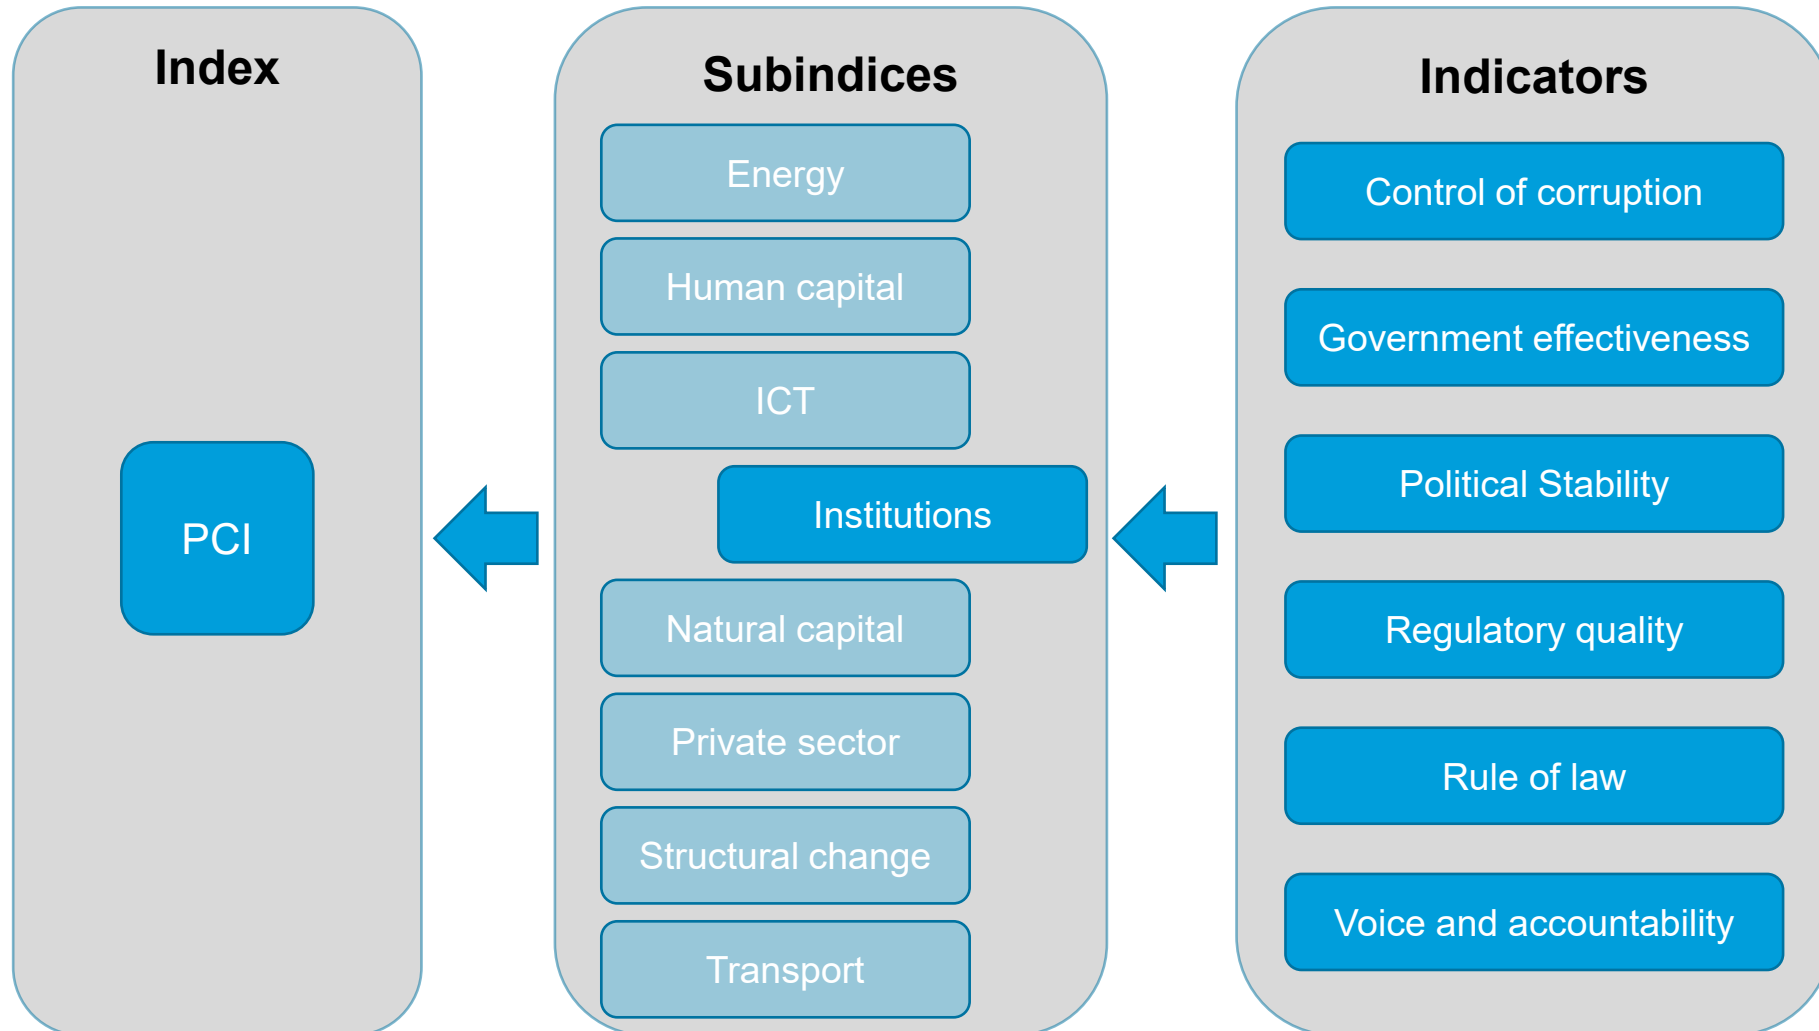 Index
PCI
Subindices
Energy
Human capital
ICT
Institutions
Natural capital
Private sector
Structural change
Transport
Indicators
Control of corruption
Government effectiveness
Political Stability
Regulatory quality
Rule of law
Voice and accountability